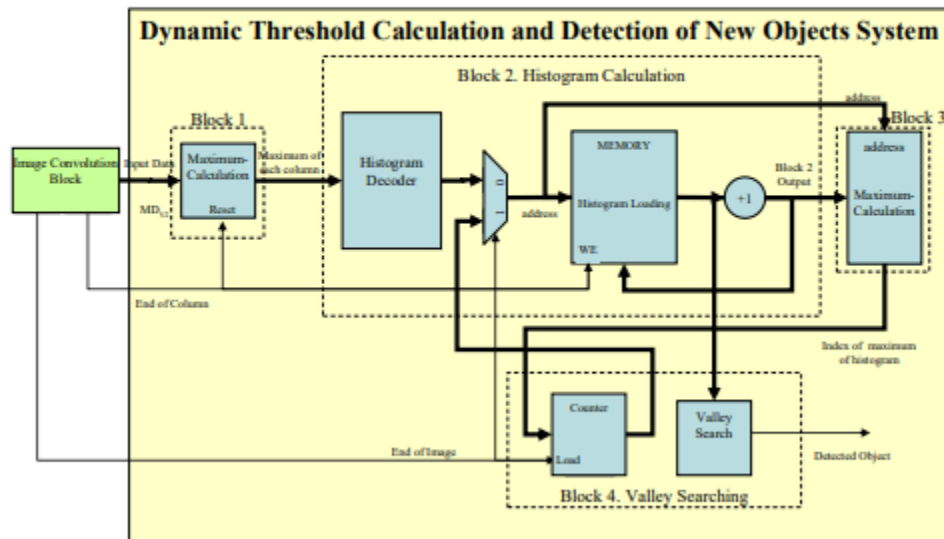 Dynamic Threshold Calculation and Detection of New Objects System
Block 2. Histogram Calculation
address
Block 1
Block 3
Image Convolution
Block
Input Data
Maximum-
Calculation
Reset
Maximum of
each column
MD
Histogram
Decoder
0
1
address
MEMORY
Histogram Loading
WE
+1
Block 2
Output
address
Maximum-
Calculation
End of Column
Index of maximum
of histogram
Counter
Load
Valley
Search
End of Image
Detected Object
Block 4. Valley Searching